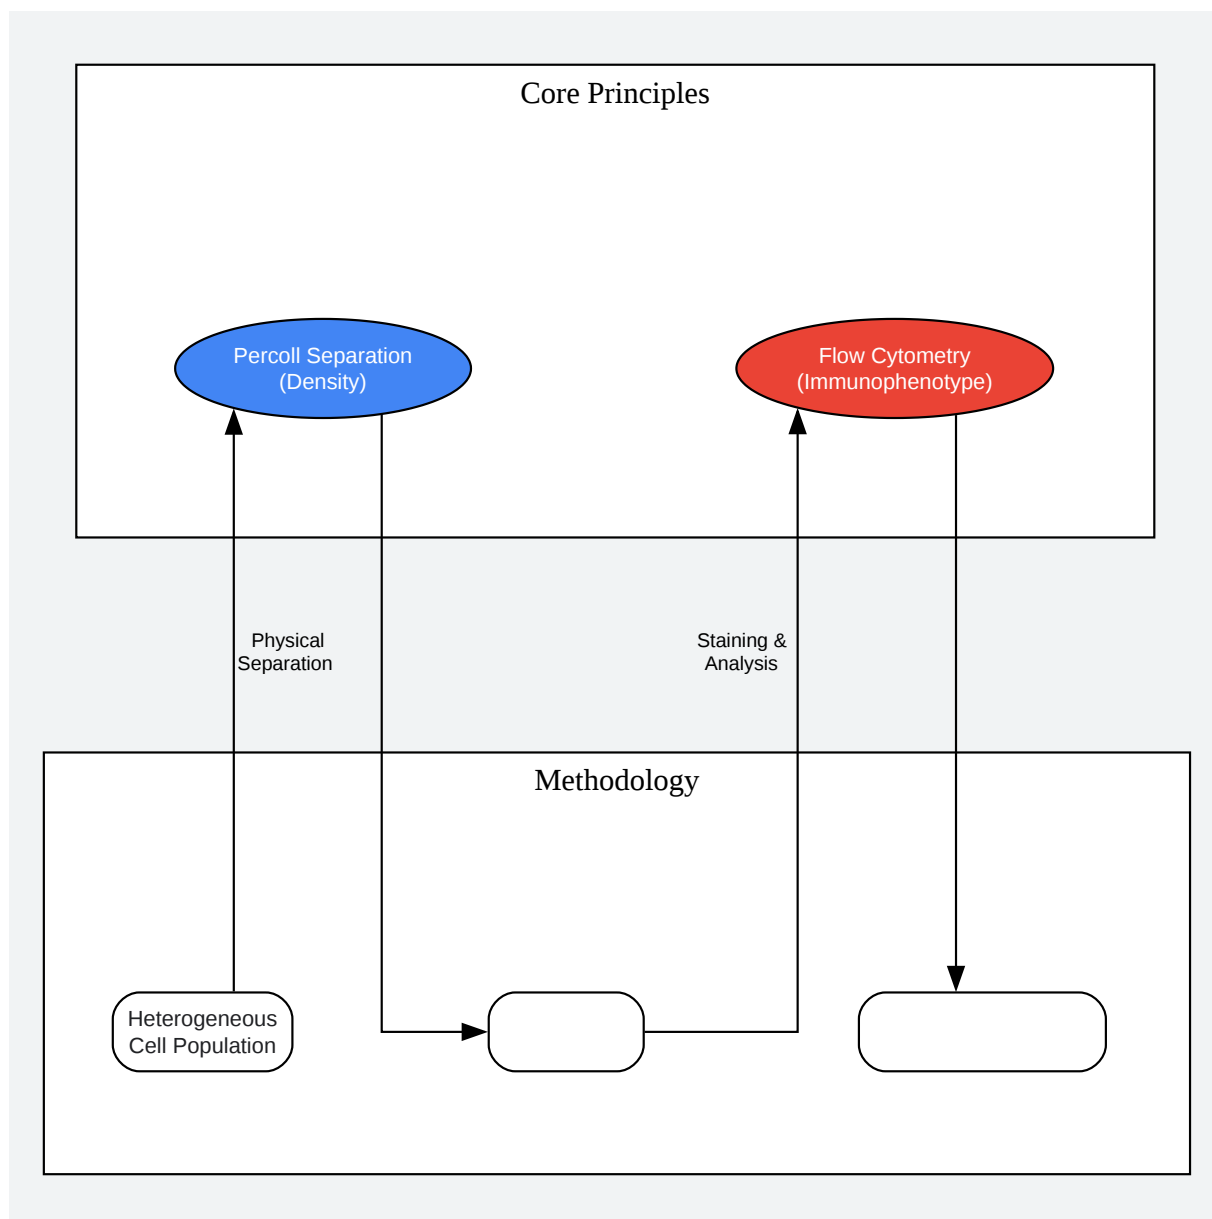 Core Principles
Percoll Separation
(Density)
Flow Cytometry
(Immunophenotype)
Physical
Separation
Staining &
Analysis
Methodology
Heterogeneous
Cell Population